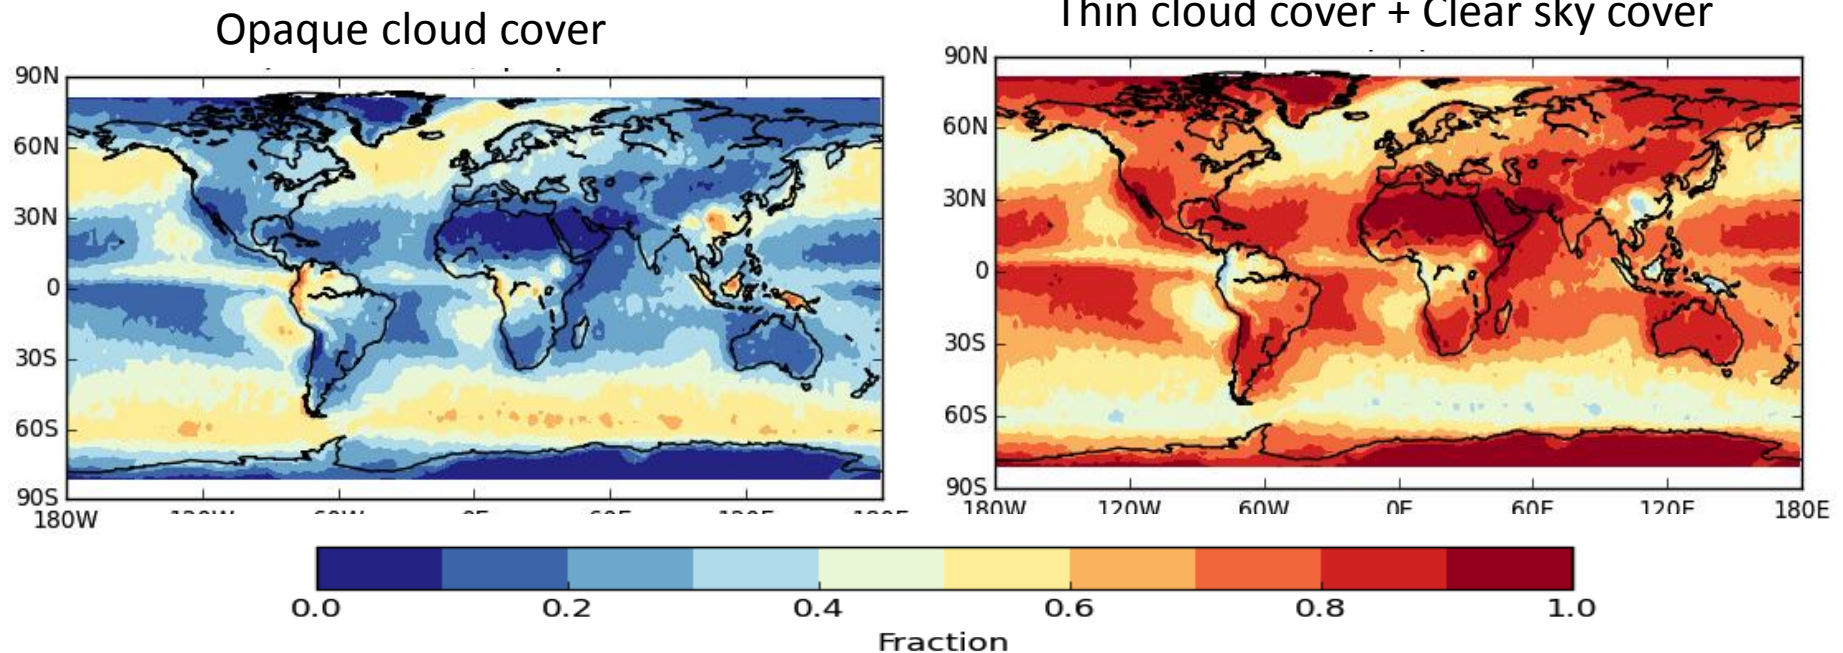 Opaque cloud cover
Thin cloud cover + Clear sky cover
90N
60N
30N
0
30S
60S
90S
180W
90N
60N
30N
0
30S
60S
90S
180W 120W 60W 0E 60E 120E 180E
0.0 0.2 0.4 0.6 0.8 1.0
Fraction